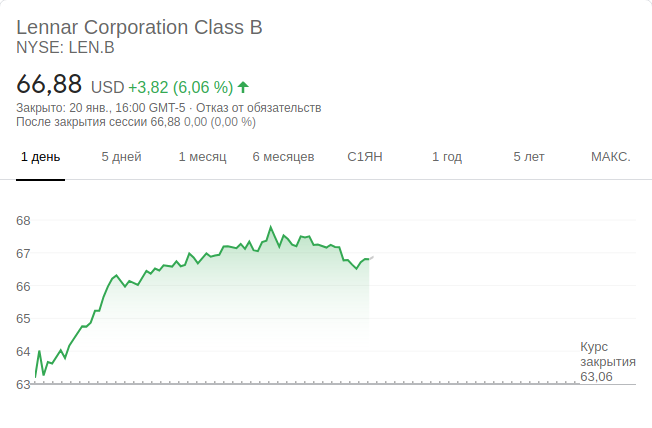 Lennar Corporation Class B
NYSE: LEN.B
66,88 USD +3,82 (6,06 %)
Закрыто: 20 янв., 16:00 GMT-5 · Отказ от обязательств
После закрытия сессии 66,88 0,00 (0,00 %)
1 день 5 дней 1 месяц 6 месяцев С1ЯН 1 год 5 лет МАКС.
68
67
66
65
64
63
Курс
закрытия
63,06